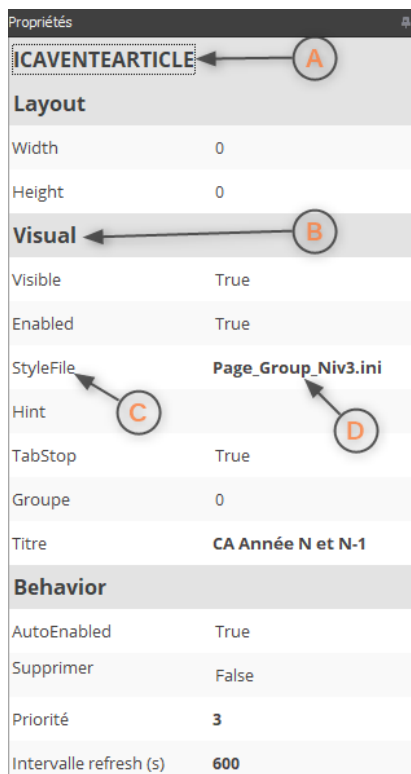 Propriétés
ICAVENTEARTICLE A
Layout
Width 0
Height 0
Visual B
Visible True
Enabled True
StyleFile Page_Group_Niv3.ini
Hint C D
TabStop True
Groupe 0
Titre CA Année N et N-1
Behavior
AutoEnabled True
Supprimer False
Priorité 3
Intervalle refresh (s) 600